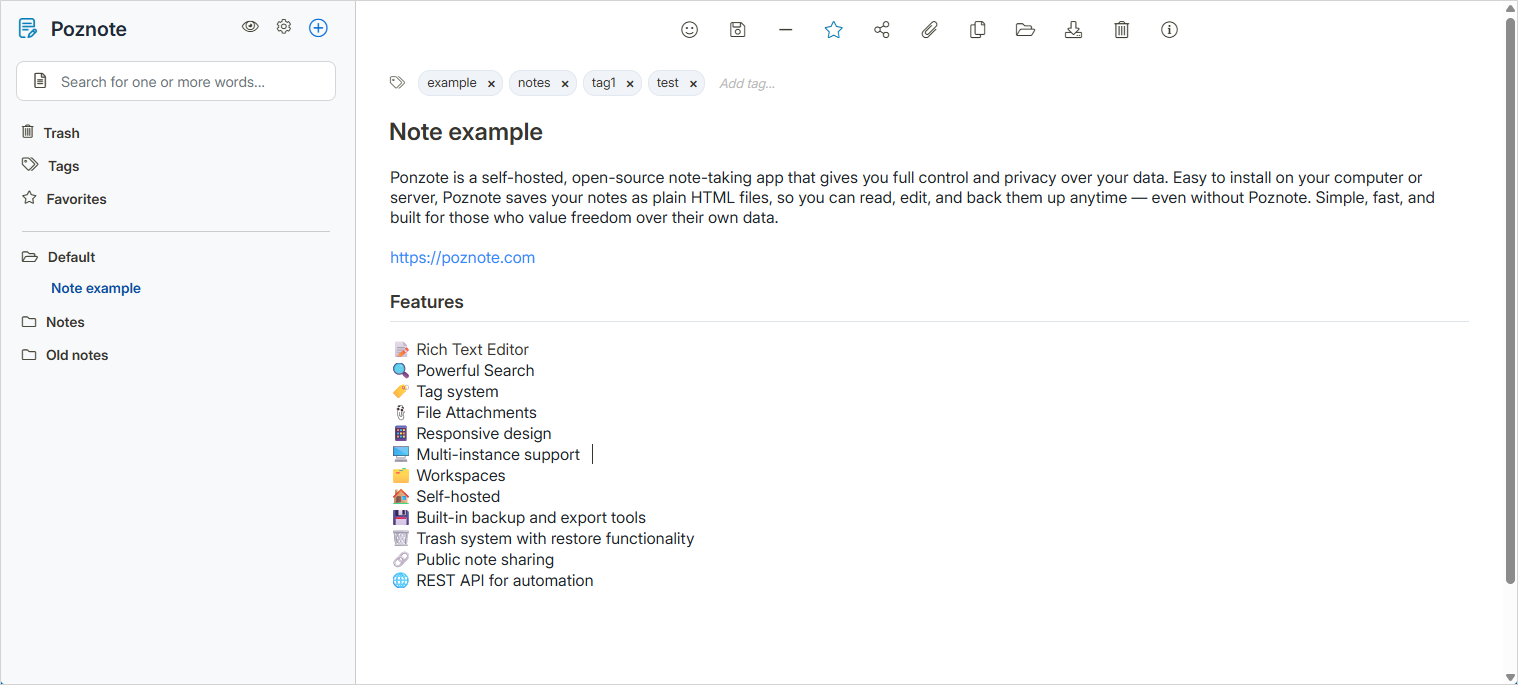 Poznote
Search for one or more words...
Trash
Tags
Favorites
Default
Note example
Notes
Old notes
example × notes × tag1 × test × Add tag...
Note example
Ponzote is a self-hosted, open-source note-taking app that gives you full control and privacy over your data. Easy to install on your computer or
server, Poznote saves your notes as plain HTML files, so you can read, edit, and back them up anytime — even without Poznote. Simple, fast, and
built for those who value freedom over their own data.
https://poznote.com
Features
📝 Rich Text Editor
🔍 Powerful Search
🏷️ Tag system
📎 File Attachments
📱 Responsive design
🖥️ Multi-instance support
🗂️ Workspaces
🏠 Self-hosted
💾 Built-in backup and export tools
🗑️ Trash system with restore functionality
🔗 Public note sharing
🌐 REST API for automation